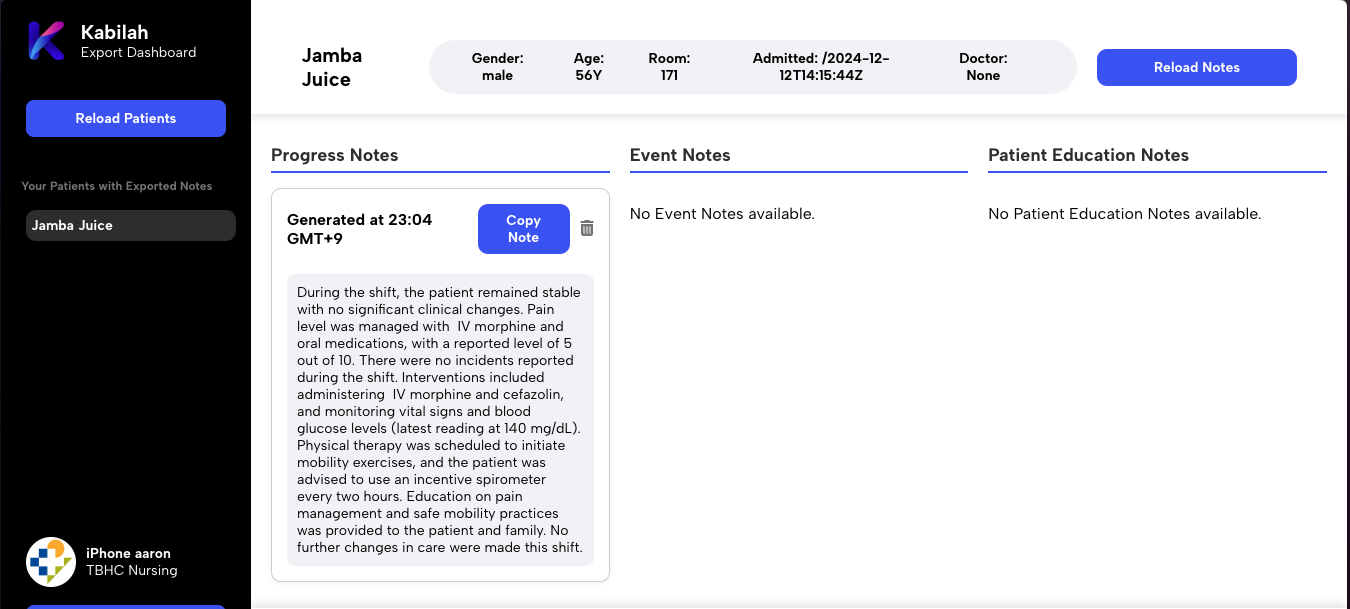 Kabilah
Export Dashboard
Reload Patients
Your Patients with Exported Notes
Jamba Juice
iPhone aaron
TBHC Nursing
Jamba
Juice
Gender:
male
Age:
56Y
Room:
171
Admitted: /2024-12-
12T14:15:44Z
Doctor:
None
Reload Notes
Progress Notes
Generated at 23:04
GMT+9
Copy
Note
During the shift, the patient remained stable
with no significant clinical changes. Pain
level was managed with  IV morphine and
oral medications, with a reported level of 5
out of 10. There were no incidents reported
during the shift. Interventions included
administering  IV morphine and cefazolin,
and monitoring vital signs and blood
glucose levels (latest reading at 140 mg/dL).
Physical therapy was scheduled to initiate
mobility exercises, and the patient was
advised to use an incentive spirometer
every two hours. Education on pain
management and safe mobility practices
was provided to the patient and family. No
further changes in care were made this shift.
Event Notes
No Event Notes available.
Patient Education Notes
No Patient Education Notes available.